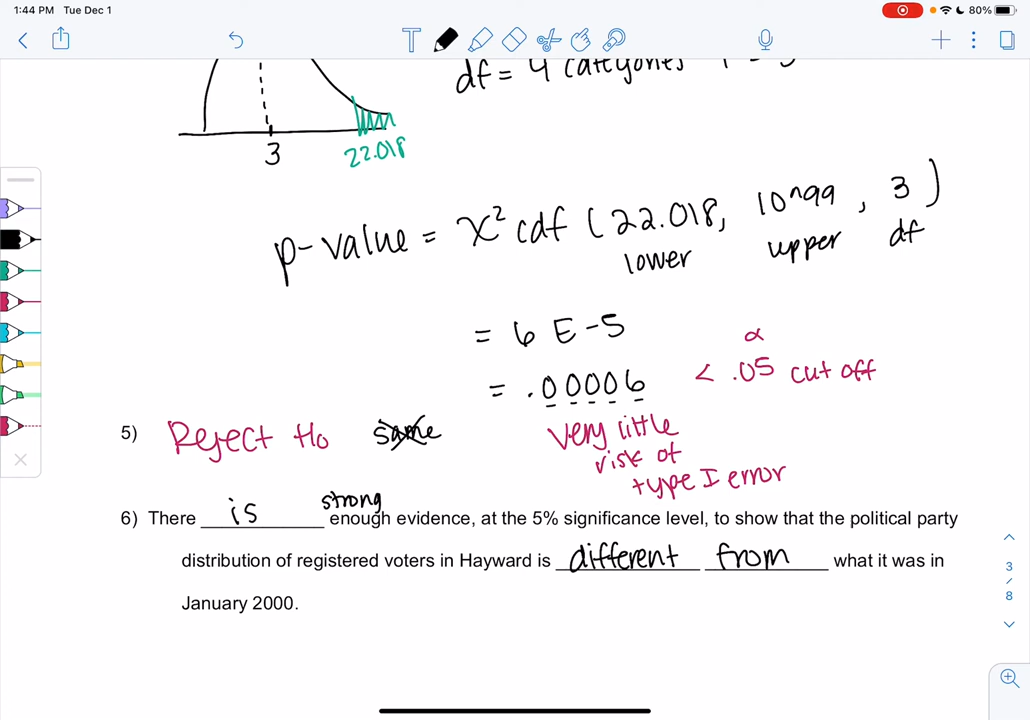 1:44 PM Tue Dec 1
80%
df = 4 categories
3
22.018
p-value = χ² cdf ( 22.018, 10^99 , 3 )
lower upper df
= 6 E-5
α
= .00006 < .05 cut off
5) Reject Ho same
very little
risk of
type I error
strong
6) There is enough evidence, at the 5% significance level, to show that the political party
distribution of registered voters in Hayward is different from what it was in
January 2000.
3
/
8